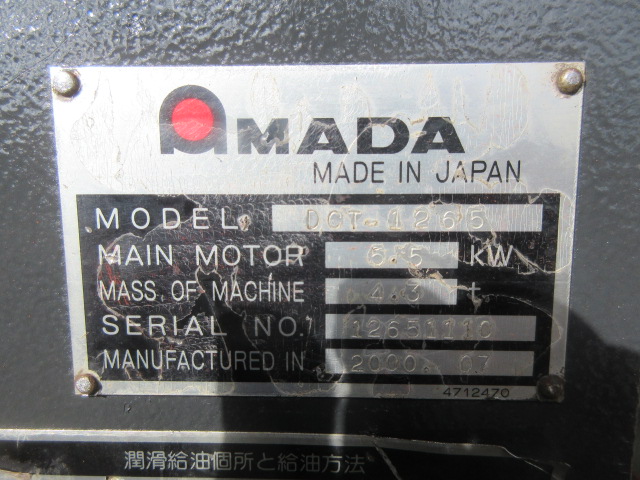 AMADA
MADE IN JAPAN
MODEL DCT-1265
MAIN MOTOR 5.5 KW
MASS OF MACHINE 4.3 t
SERIAL NO. 12651110
MANUFACTURED IN 2000. 07
4712470
潤滑給油個所と給油方法